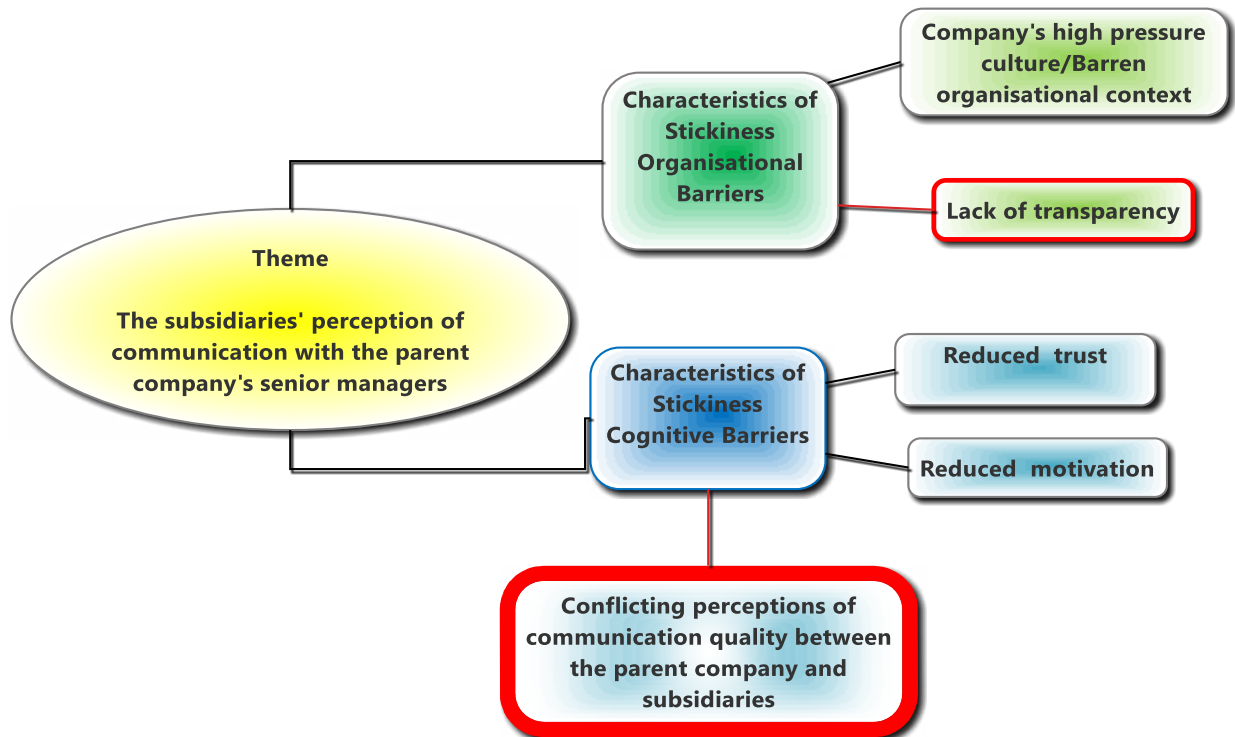 Theme
The subsidiaries' perception of
communication with the parent
company's senior managers
Characteristics of
Stickiness
Organisational
Barriers
Company's high pressure
culture/Barren
organisational context
Lack of transparency
Characteristics of
Stickiness
Cognitive Barriers
Reduced  trust
Reduced  motivation
Conflicting perceptions of
communication quality between
the parent company and
subsidiaries